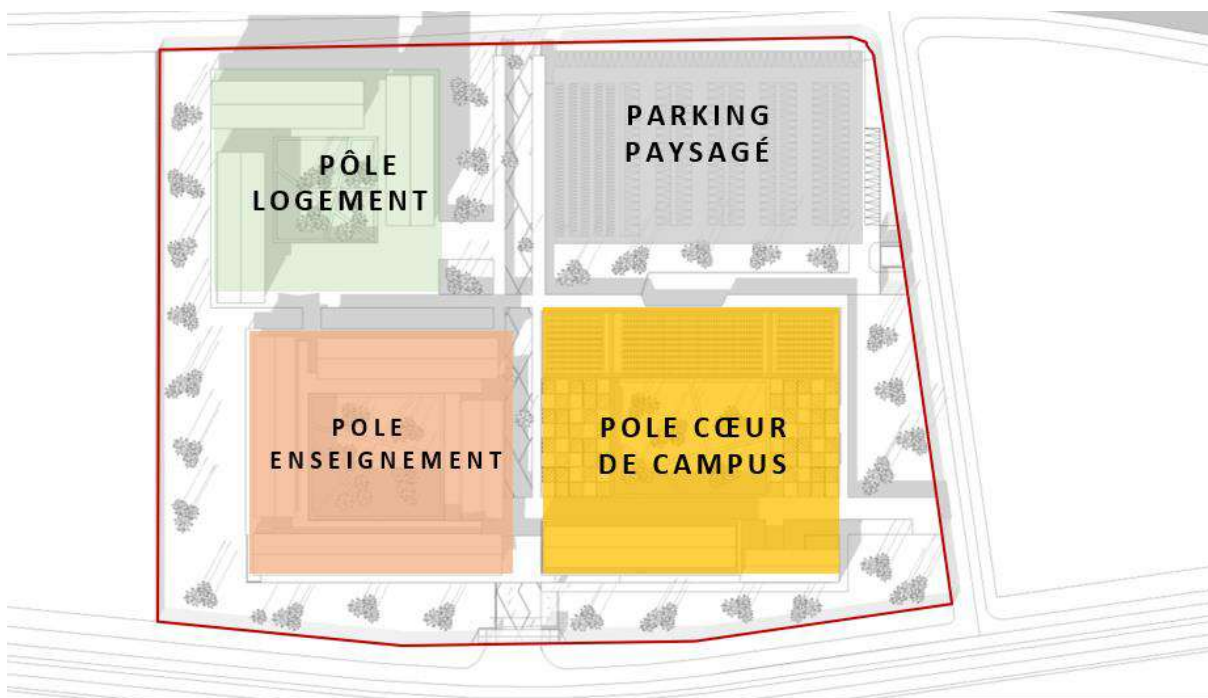 PÔLE
LOGEMENT
PARKING
PAYSAGÉ
POLE
ENSEIGNEMENT
POLE CŒUR
DE CAMPUS